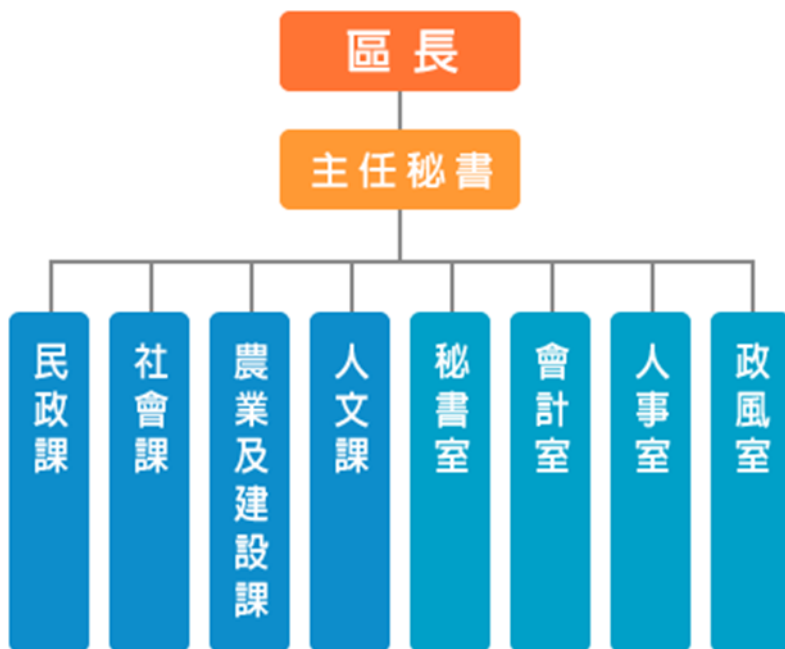 區長
主任秘書
民政課
社會課
農業及建設課
人文課
秘書室
會計室
人事室
政風室